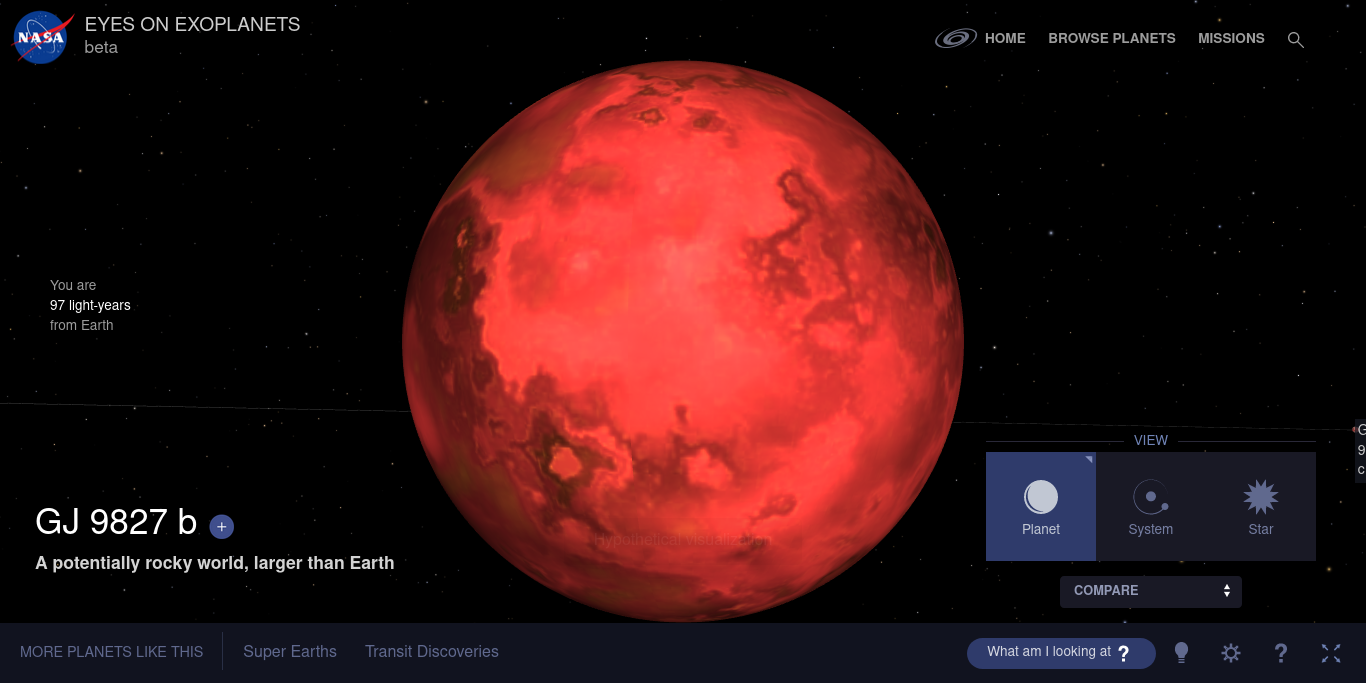 NASA
EYES ON EXOPLANETS
beta
HOME
BROWSE PLANETS
MISSIONS
You are
97 light-years
from Earth
Hypothetical visualization
GJ 9827 b +
A potentially rocky world, larger than Earth
VIEW
Planet
System
Star
COMPARE
G
9
c
MORE PLANETS LIKE THIS
Super Earths
Transit Discoveries
What am I looking at ?
?